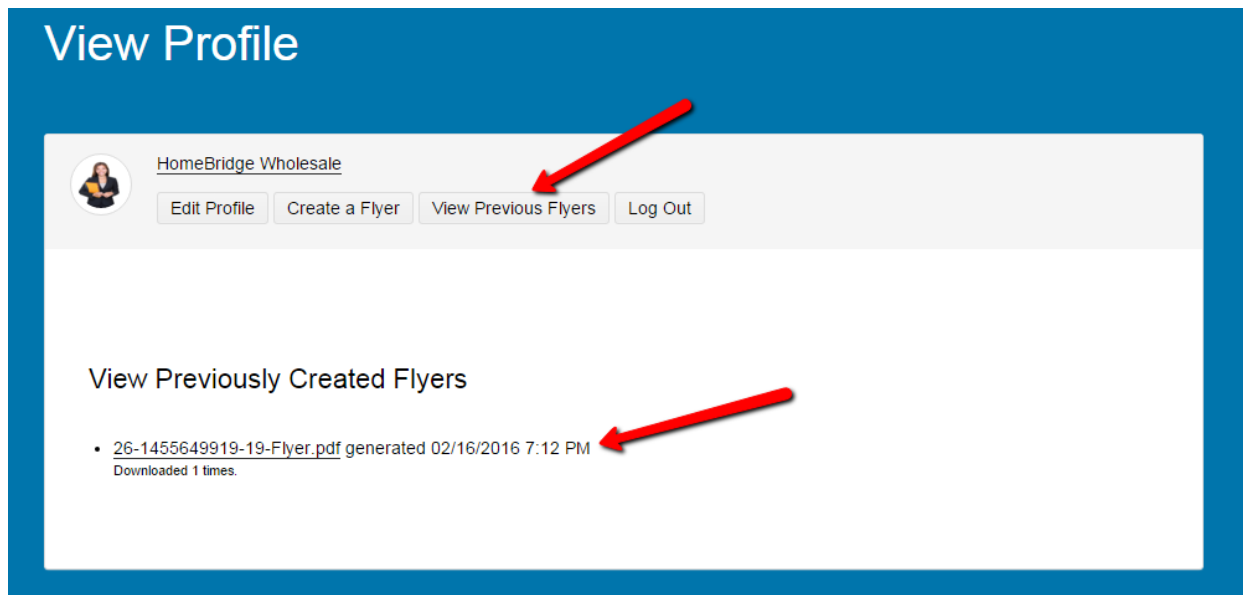 View Profile
HomeBridge Wholesale
Edit Profile Create a Flyer View Previous Flyers Log Out
View Previously Created Flyers
• 26-1455649919-19-Flyer.pdf generated 02/16/2016 7:12 PM
Downloaded 1 times.